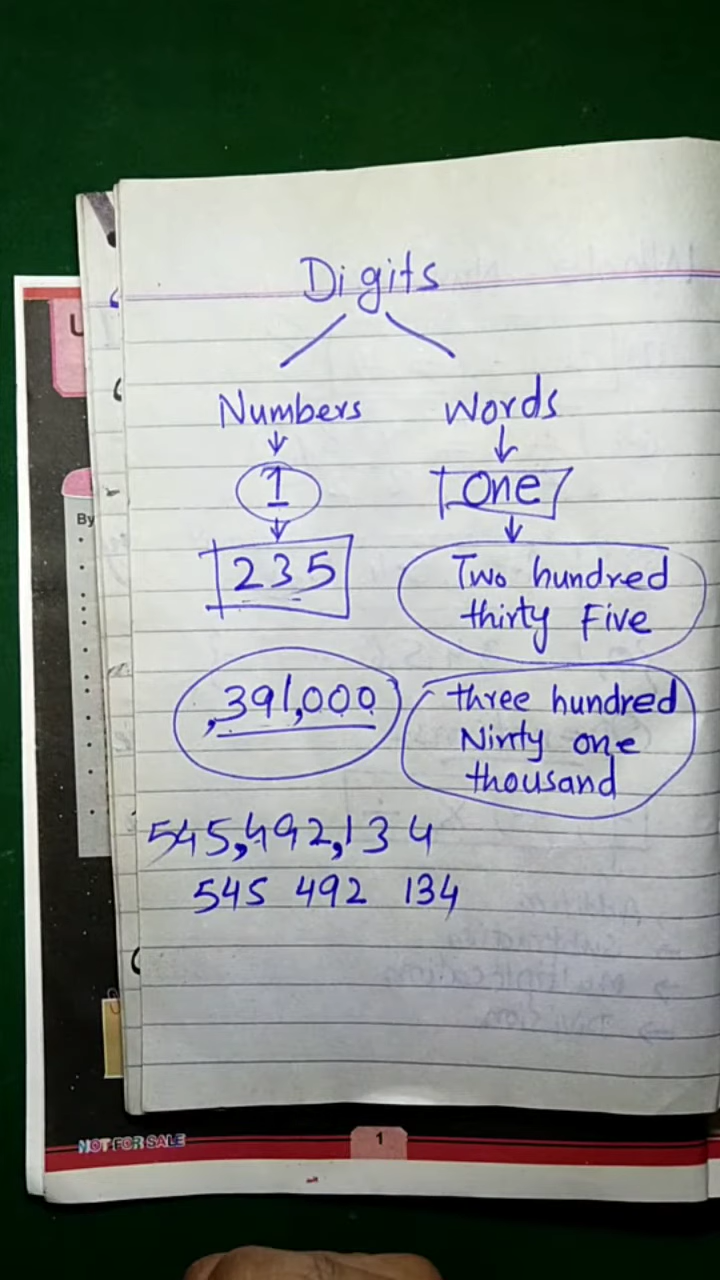 Digits
Numbers Words
1 One
235 Two hundred
thirty Five
,391,000 three hundred
Ninty one
thousand
545,492,134
545 492 134
By
NOT FOR SALE
1